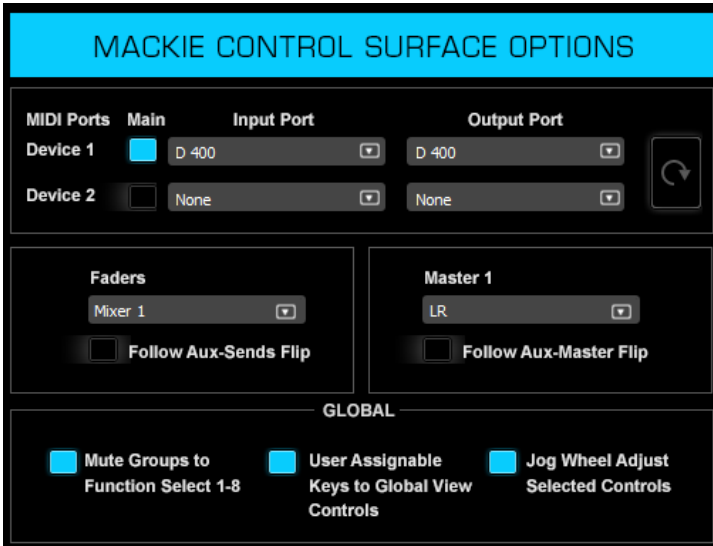 MACKIE CONTROL SURFACE OPTIONS
MIDI Ports Main Input Port Output Port
Device 1 D 400 D 400
Device 2 None None
Faders Master 1
Mixer 1 LR
Follow Aux-Sends Flip Follow Aux-Master Flip
GLOBAL
Mute Groups to User Assignable Jog Wheel Adjust
Function Select 1-8 Keys to Global View Selected Controls
Controls